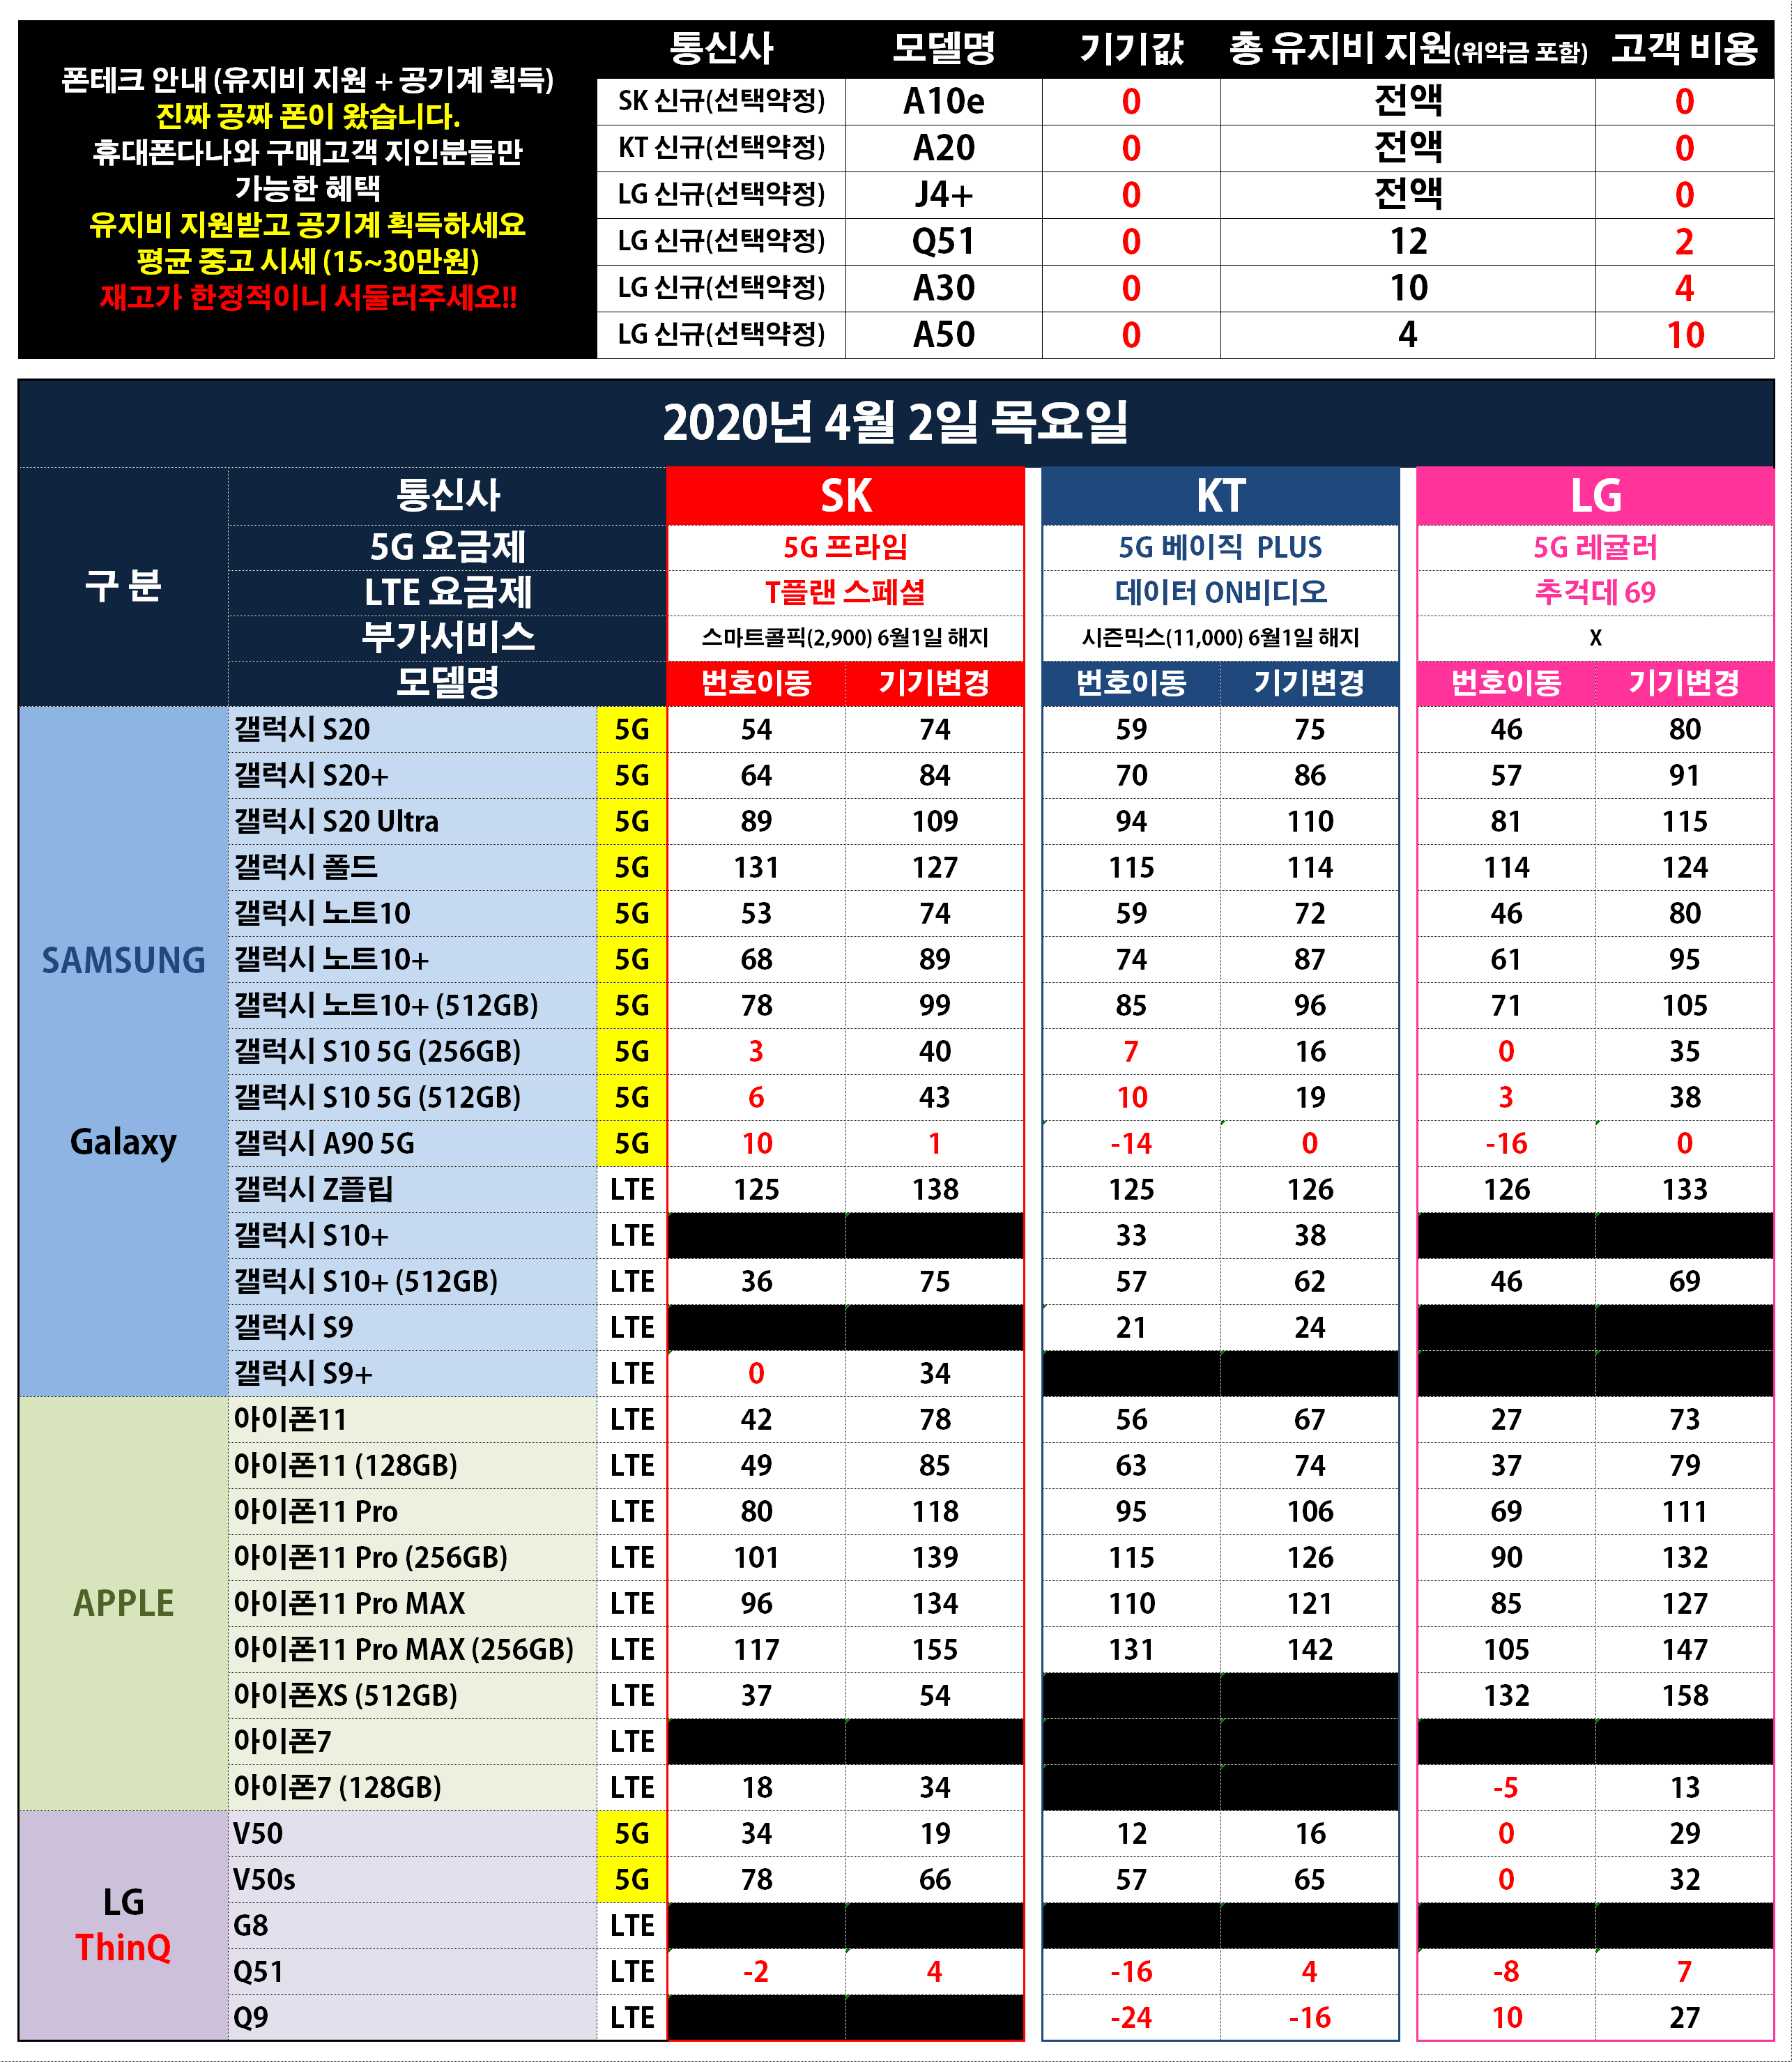 폰테크 안내 (유지비 지원 + 공기계 획득)
진짜 공짜 폰이 왔습니다.
휴대폰다나와 구매고객 지인분들만
가능한 혜택
유지비 지원받고 공기계 획득하세요
평균 중고 시세 (15~30만원)
재고가 한정적이니 서둘러주세요!!
통신사 모델명 기기값 총 유지비 지원(위약금 포함) 고객 비용
SK 신규(선택약정) A10e 0 전액 0
KT 신규(선택약정) A20 0 전액 0
LG 신규(선택약정) J4+ 0 전액 0
LG 신규(선택약정) Q51 0 12 2
LG 신규(선택약정) A30 0 10 4
LG 신규(선택약정) A50 0 4 10
2020년 4월 2일 목요일
구 분
통신사 SK KT LG
5G 요금제 5G 프라임 5G 베이직 PLUS 5G 레귤러
LTE 요금제 T플랜 스페셜 데이터 ON비디오 추걱데 69
부가서비스 스마트콜픽(2,900) 6월1일 해지 시즌믹스(11,000) 6월1일 해지 X
모델명 번호이동 기기변경 번호이동 기기변경 번호이동 기기변경
SAMSUNG
Galaxy
갤럭시 S20 5G 54 74 59 75 46 80
갤럭시 S20+ 5G 64 84 70 86 57 91
갤럭시 S20 Ultra 5G 89 109 94 110 81 115
갤럭시 폴드 5G 131 127 115 114 114 124
갤럭시 노트10 5G 53 74 59 72 46 80
갤럭시 노트10+ 5G 68 89 74 87 61 95
갤럭시 노트10+ (512GB) 5G 78 99 85 96 71 105
갤럭시 S10 5G (256GB) 5G 3 40 7 16 0 35
갤럭시 S10 5G (512GB) 5G 6 43 10 19 3 38
갤럭시 A90 5G 5G 10 1 -14 0 -16 0
갤럭시 Z플립 LTE 125 138 125 126 126 133
갤럭시 S10+ LTE 33 38
갤럭시 S10+ (512GB) LTE 36 75 57 62 46 69
갤럭시 S9 LTE 21 24
갤럭시 S9+ LTE 0 34
APPLE
아이폰11 LTE 42 78 56 67 27 73
아이폰11 (128GB) LTE 49 85 63 74 37 79
아이폰11 Pro LTE 80 118 95 106 69 111
아이폰11 Pro (256GB) LTE 101 139 115 126 90 132
아이폰11 Pro MAX LTE 96 134 110 121 85 127
아이폰11 Pro MAX (256GB) LTE 117 155 131 142 105 147
아이폰XS (512GB) LTE 37 54 132 158
아이폰7 LTE
아이폰7 (128GB) LTE 18 34 -5 13
LG
ThinQ
V50 5G 34 19 12 16 0 29
V50s 5G 78 66 57 65 0 32
G8 LTE
Q51 LTE -2 4 -16 4 -8 7
Q9 LTE -24 -16 10 27